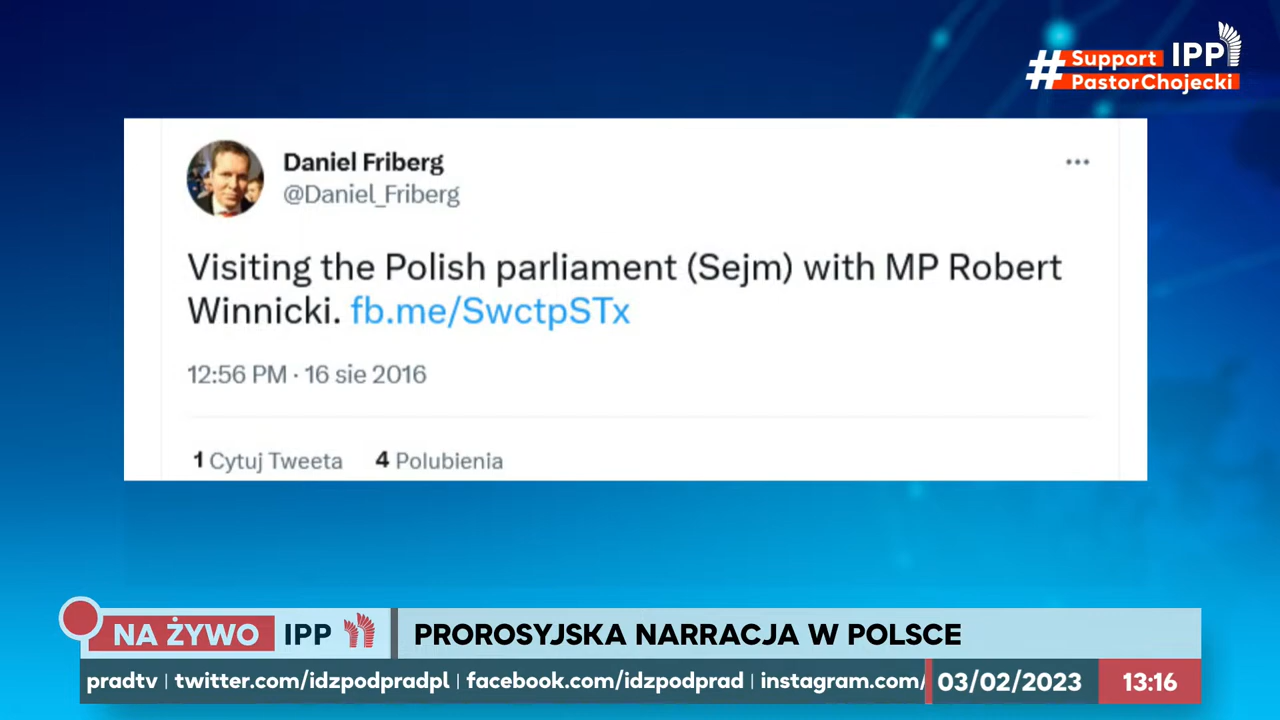 #Support IPP
PastorChojecki
Daniel Friberg
@Daniel_Friberg
Visiting the Polish parliament (Sejm) with MP Robert
Winnicki. fb.me/SwctpSTx
12:56 PM · 16 sie 2016
1 Cytuj Tweeta 4 Polubienia
NA ŻYWO IPP PROROSYJSKA NARRACJA W POLSCE
pradtv | twitter.com/idzpodpradpl | facebook.com/idzpodprad | instagram.com/ 03/02/2023 13:16